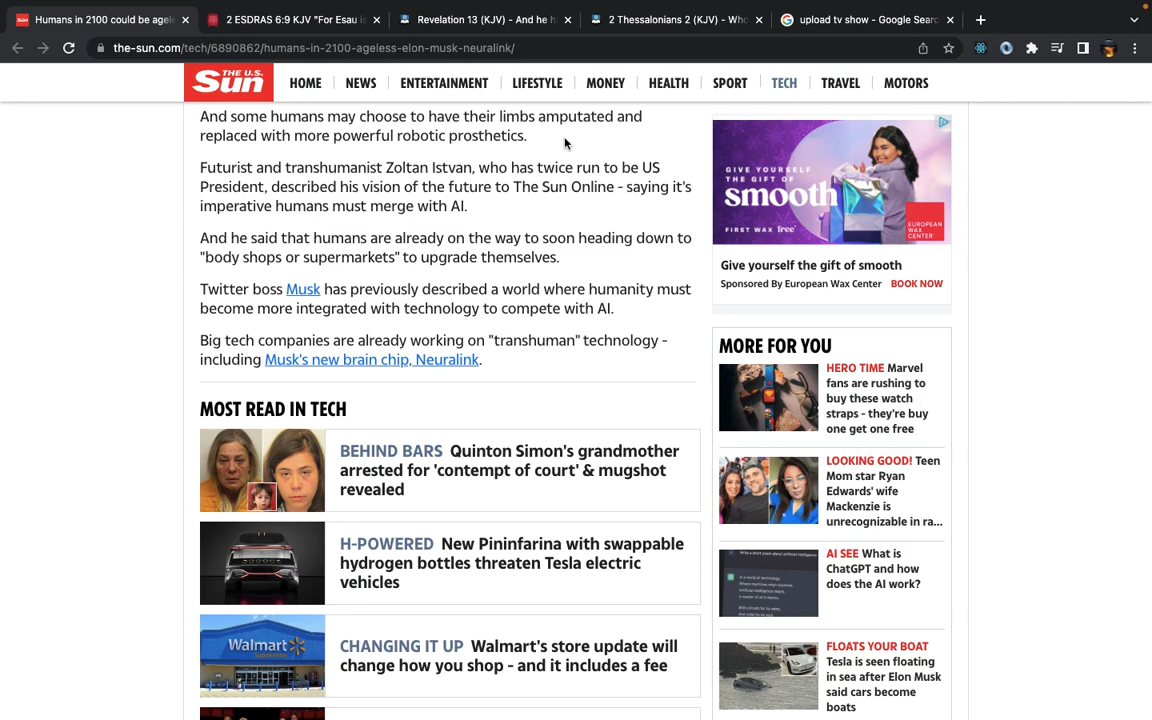 Humans in 2100 could be agele
2 ESDRAS 6:9 KJV "For Esau is
Revelation 13 (KJV) - And he h
2 Thessalonians 2 (KJV) - Who
upload tv show - Google Searc
the-sun.com/tech/6890862/humans-in-2100-ageless-elon-musk-neuralink/
THE U.S. Sun
HOME
NEWS
ENTERTAINMENT
LIFESTYLE
MONEY
HEALTH
SPORT
TECH
TRAVEL
MOTORS
And some humans may choose to have their limbs amputated and
replaced with more powerful robotic prosthetics.
Futurist and transhumanist Zoltan Istvan, who has twice run to be US
President, described his vision of the future to The Sun Online - saying it's
imperative humans must merge with AI.
And he said that humans are already on the way to soon heading down to
"body shops or supermarkets" to upgrade themselves.
Twitter boss Musk has previously described a world where humanity must
become more integrated with technology to compete with AI.
Big tech companies are already working on "transhuman" technology -
including Musk's new brain chip, Neuralink.
MOST READ IN TECH
BEHIND BARS Quinton Simon's grandmother
arrested for 'contempt of court' & mugshot
revealed
H-POWERED New Pininfarina with swappable
hydrogen bottles threaten Tesla electric
vehicles
Walmart
CHANGING IT UP Walmart's store update will
change how you shop - and it includes a fee
GIVE YOURSELF
THE GIFT OF
smooth
FIRST WAX free
EUROPEAN
WAX
CENTER
Give yourself the gift of smooth
Sponsored By European Wax Center
BOOK NOW
MORE FOR YOU
HERO TIME Marvel
fans are rushing to
buy these watch
straps - they're buy
one get one free
LOOKING GOOD! Teen
Mom star Ryan
Edwards' wife
Mackenzie is
unrecognizable in ra...
AI SEE What is
ChatGPT and how
does the AI work?
FLOATS YOUR BOAT
Tesla is seen floating
in sea after Elon Musk
said cars become
boats